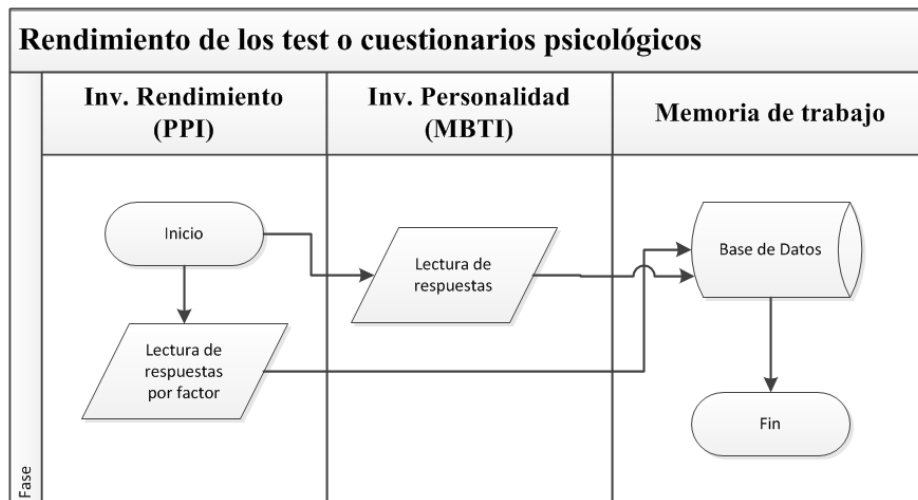 Rendimiento de los test o cuestionarios psicológicos
Inv. Rendimiento
(PPI)
Inv. Personalidad
(MBTI)
Memoria de trabajo
Inicio
Lectura de
respuestas
Base de Datos
Lectura de
respuestas
por factor
Fin
Fase